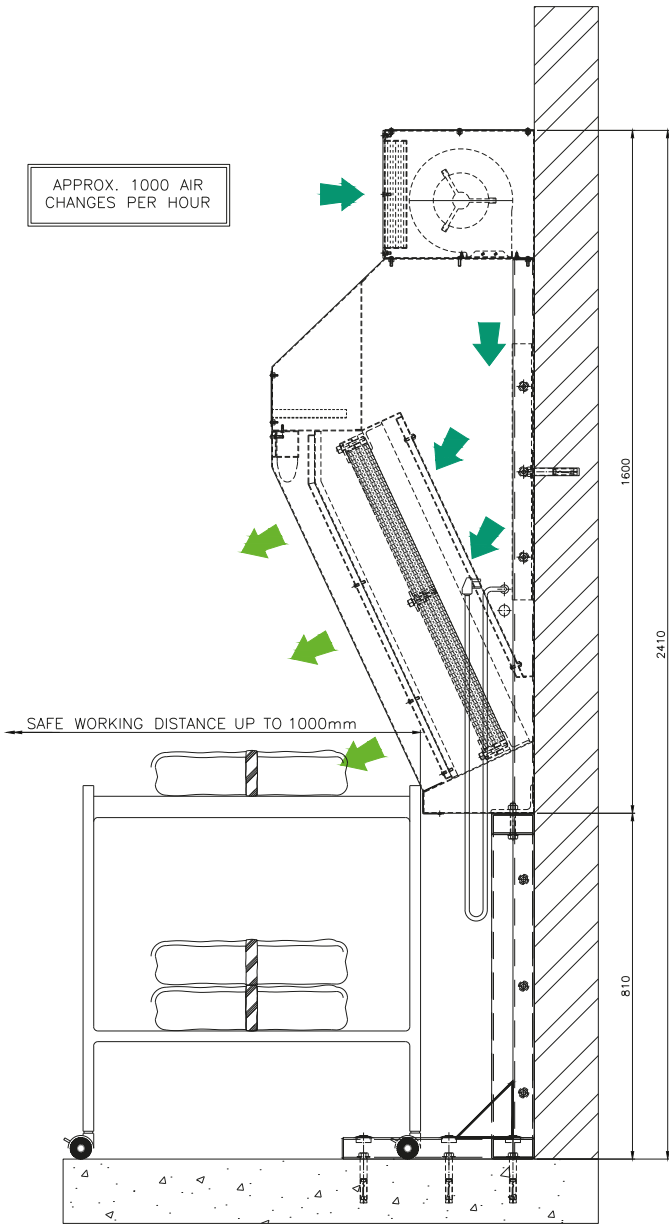 APPROX. 1000 AIR
CHANGES PER HOUR
1600
2410
SAFE WORKING DISTANCE UP TO 1000mm
810